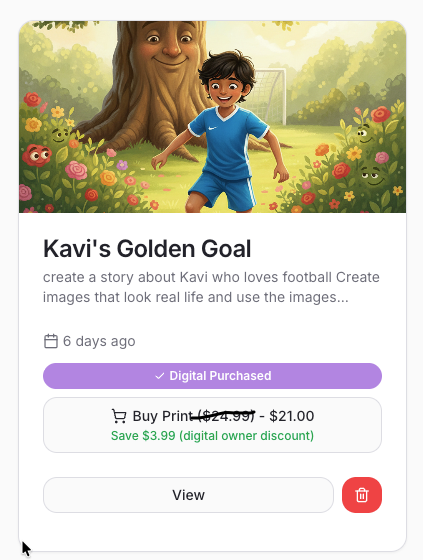 Kavi's Golden Goal
create a story about Kavi who loves football Create
images that look real life and use the images...
6 days ago
Digital Purchased
Buy Print ($24.99) - $21.00
Save $3.99 (digital owner discount)
View